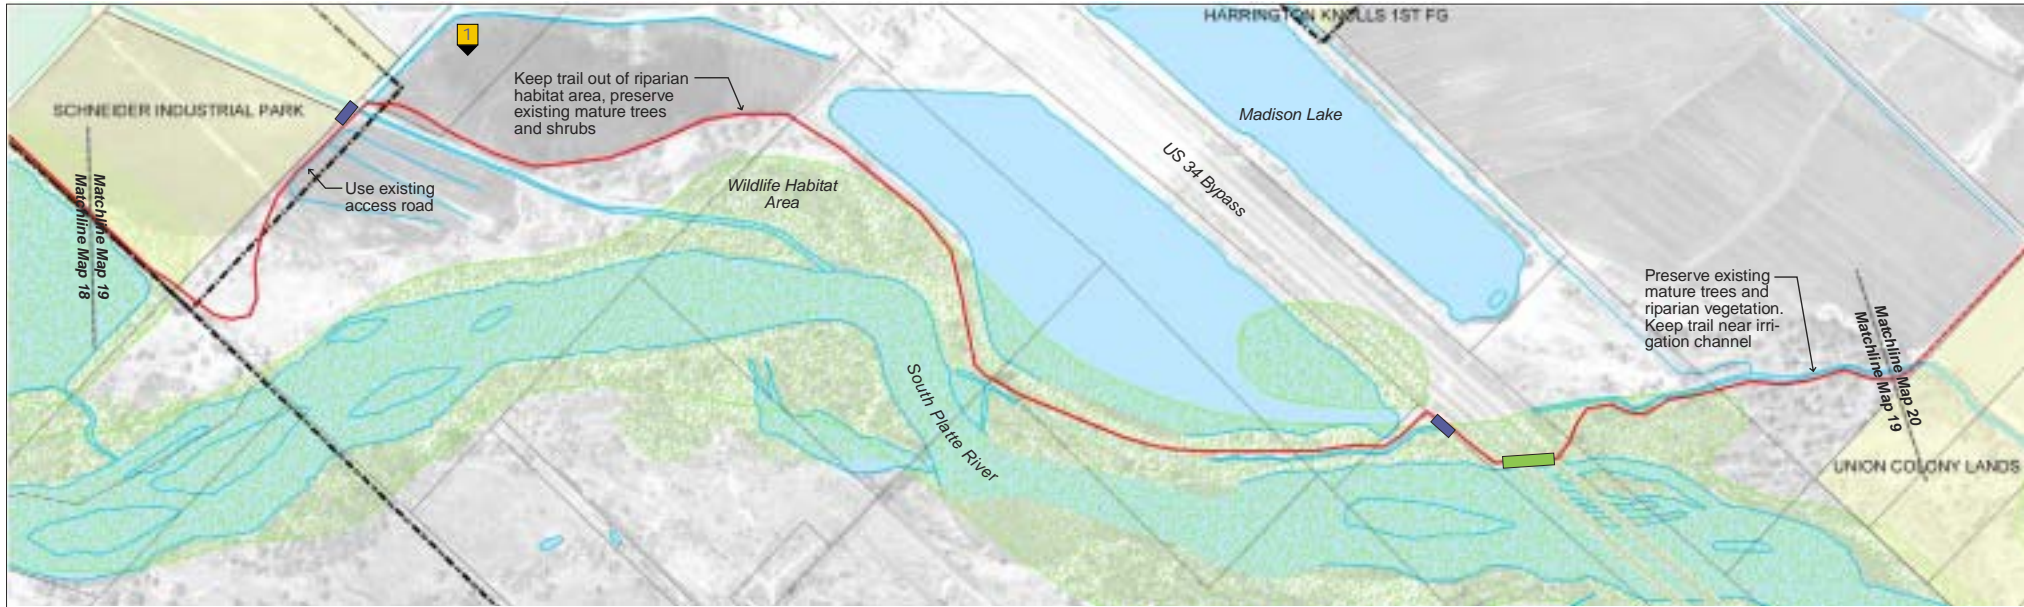 HARRINGTON KNOLLS 1ST FG
1
Keep trail out of riparian
habitat area, preserve
existing mature trees
and shrubs
SCHNEIDER INDUSTRIAL PARK
Madison Lake
US 34 Bypass
Use existing
access road
Wildlife Habitat
Area
Matchline Map 19
Matchline Map 18
South Platte River
Preserve existing
mature trees and
riparian vegetation.
Keep trail near irri-
gation channel
Matchline Map 20
Matchline Map 19
UNION COLONY LANDS